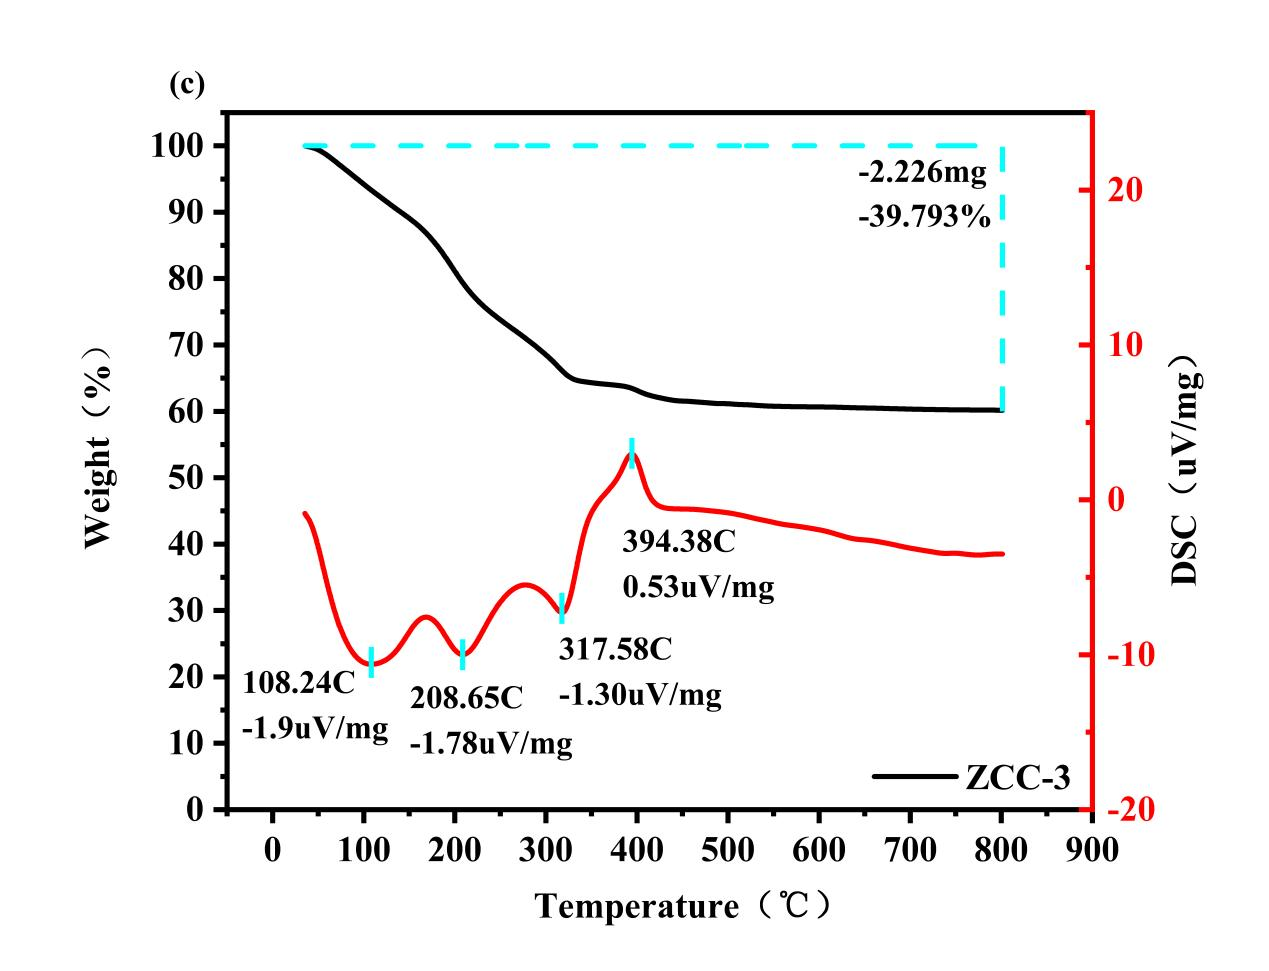 (c)
100
90
80
70
60
50
40
30
20
10
0
Weight（%）
-2.226mg
-39.793%
394.38C
0.53uV/mg
317.58C
-1.30uV/mg
108.24C
-1.9uV/mg
208.65C
-1.78uV/mg
ZCC-3
20
10
0
-10
-20
DSC（uV/mg）
0 100 200 300 400 500 600 700 800 900
Temperature（℃）